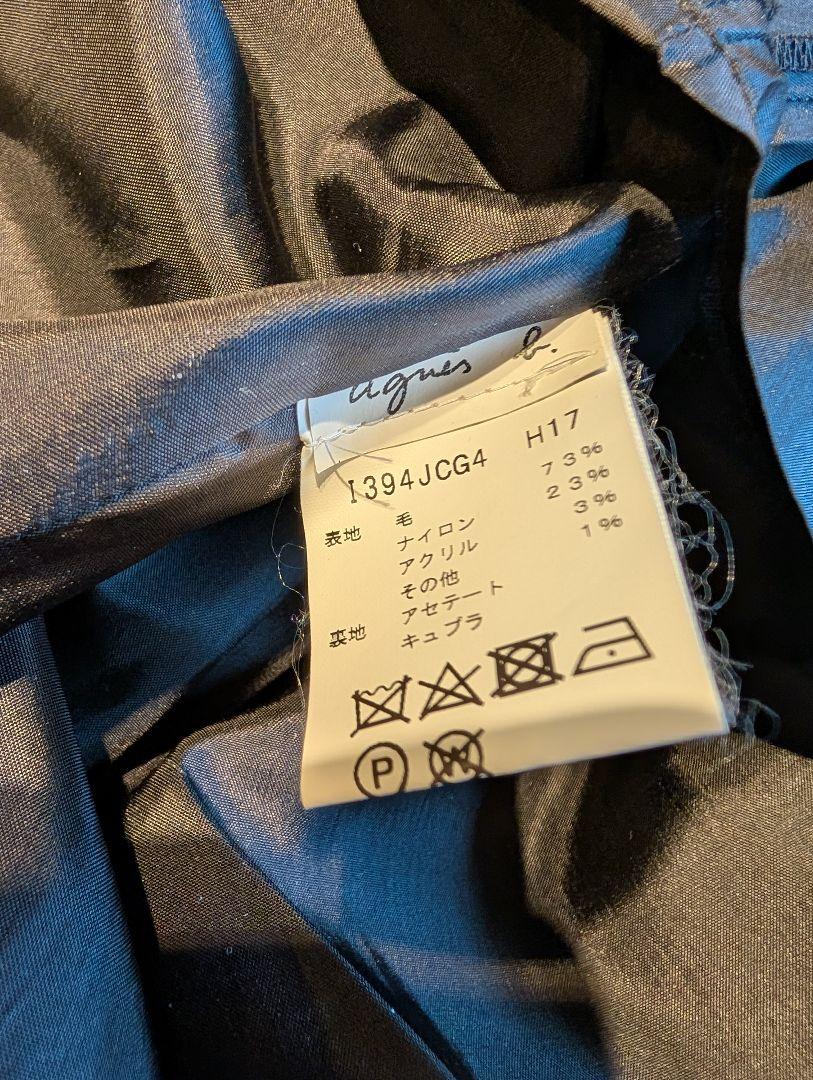 agnès b.
I394JCG4 H17
表地 毛 73%
ナイロン 23%
アクリル 3%
その他 1%
裏地 アセテート
キュプラ
P
W